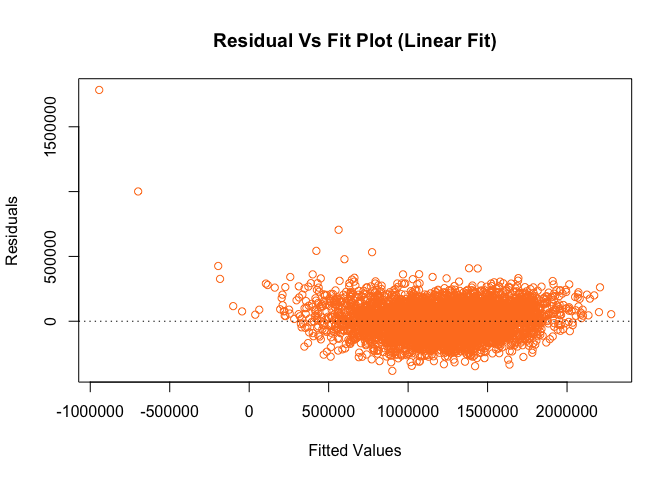 Residual Vs Fit Plot (Linear Fit)
Residuals
1500000
500000
0
-1000000 -500000 0 500000 1000000 1500000 2000000
Fitted Values